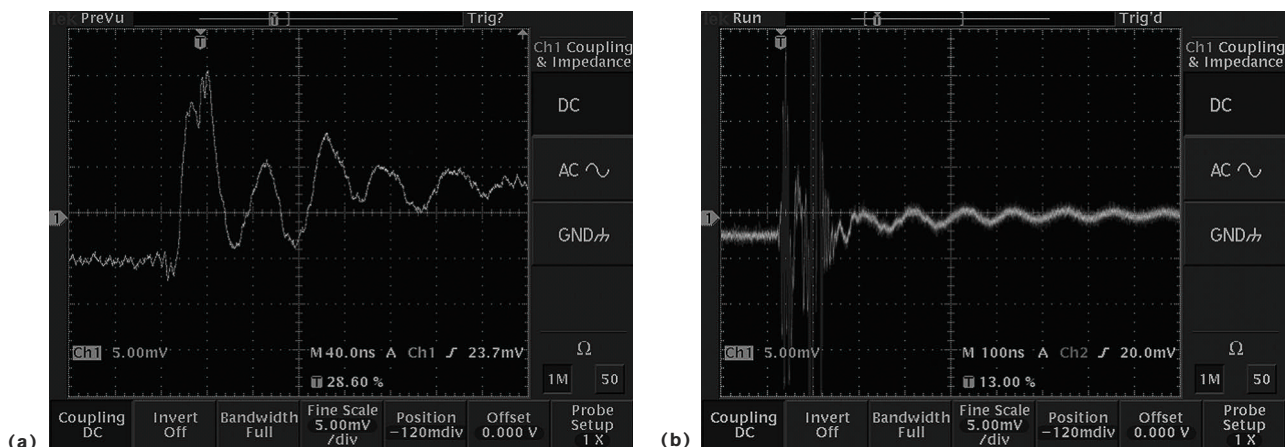 Tek PreVu Trig?
T
T
Ch1 Coupling
& Impedance
DC
AC
GND
Ω
1M 50
1
Ch1 5.00mV M 40.0ns A Ch1 23.7mV
T 28.60 %
Coupling DC
Invert Off
Bandwidth Full
Fine Scale 5.00mV /div
Position −120mdiv
Offset 0.000 V
Probe Setup 1 X
(a)
Tek Run Trig'd
T
T
Ch1 Coupling
& Impedance
DC
AC
GND
Ω
1M 50
1
Ch1 5.00mV M 100ns A Ch2 20.0mV
T 13.00 %
Coupling DC
Invert Off
Bandwidth Full
Fine Scale 5.00mV /div
Position −120mdiv
Offset 0.000 V
Probe Setup 1 X
(b)